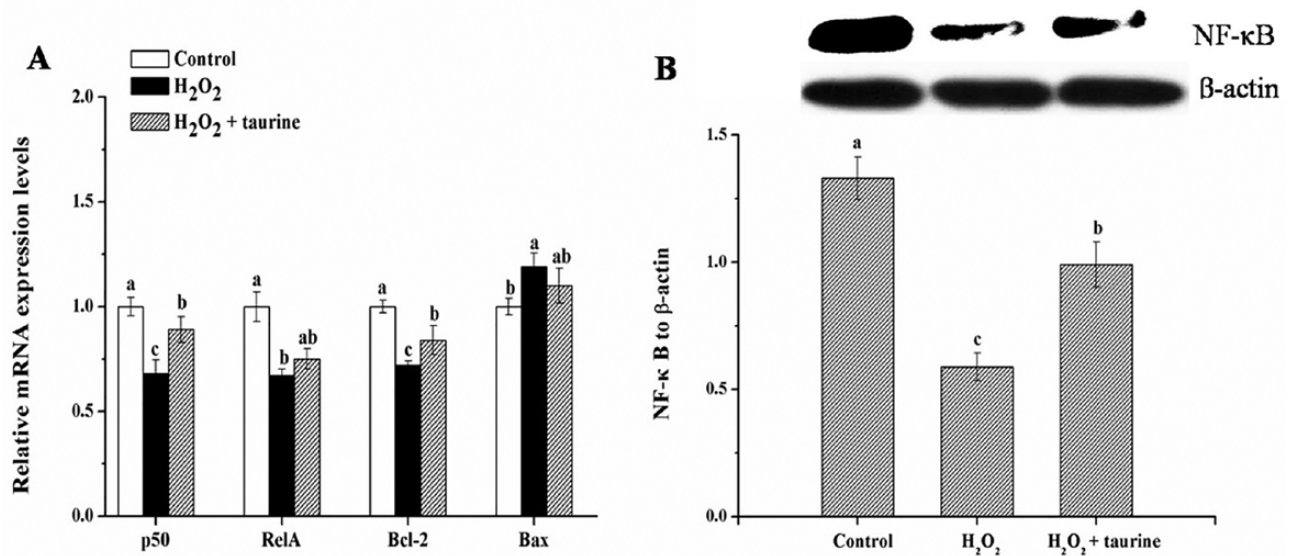 A
Control
H₂O₂
H₂O₂ + taurine
Relative mRNA expression levels
2.0
1.5
1.0
0.5
0.0
a
c
b
a
b
ab
a
c
b
b
a
ab
p50 RelA Bcl-2 Bax
B
NF-κB
β-actin
NF-κ B to β-actin
1.5
1.0
0.5
0.0
a
c
b
Control H₂O₂ H₂O₂ + taurine